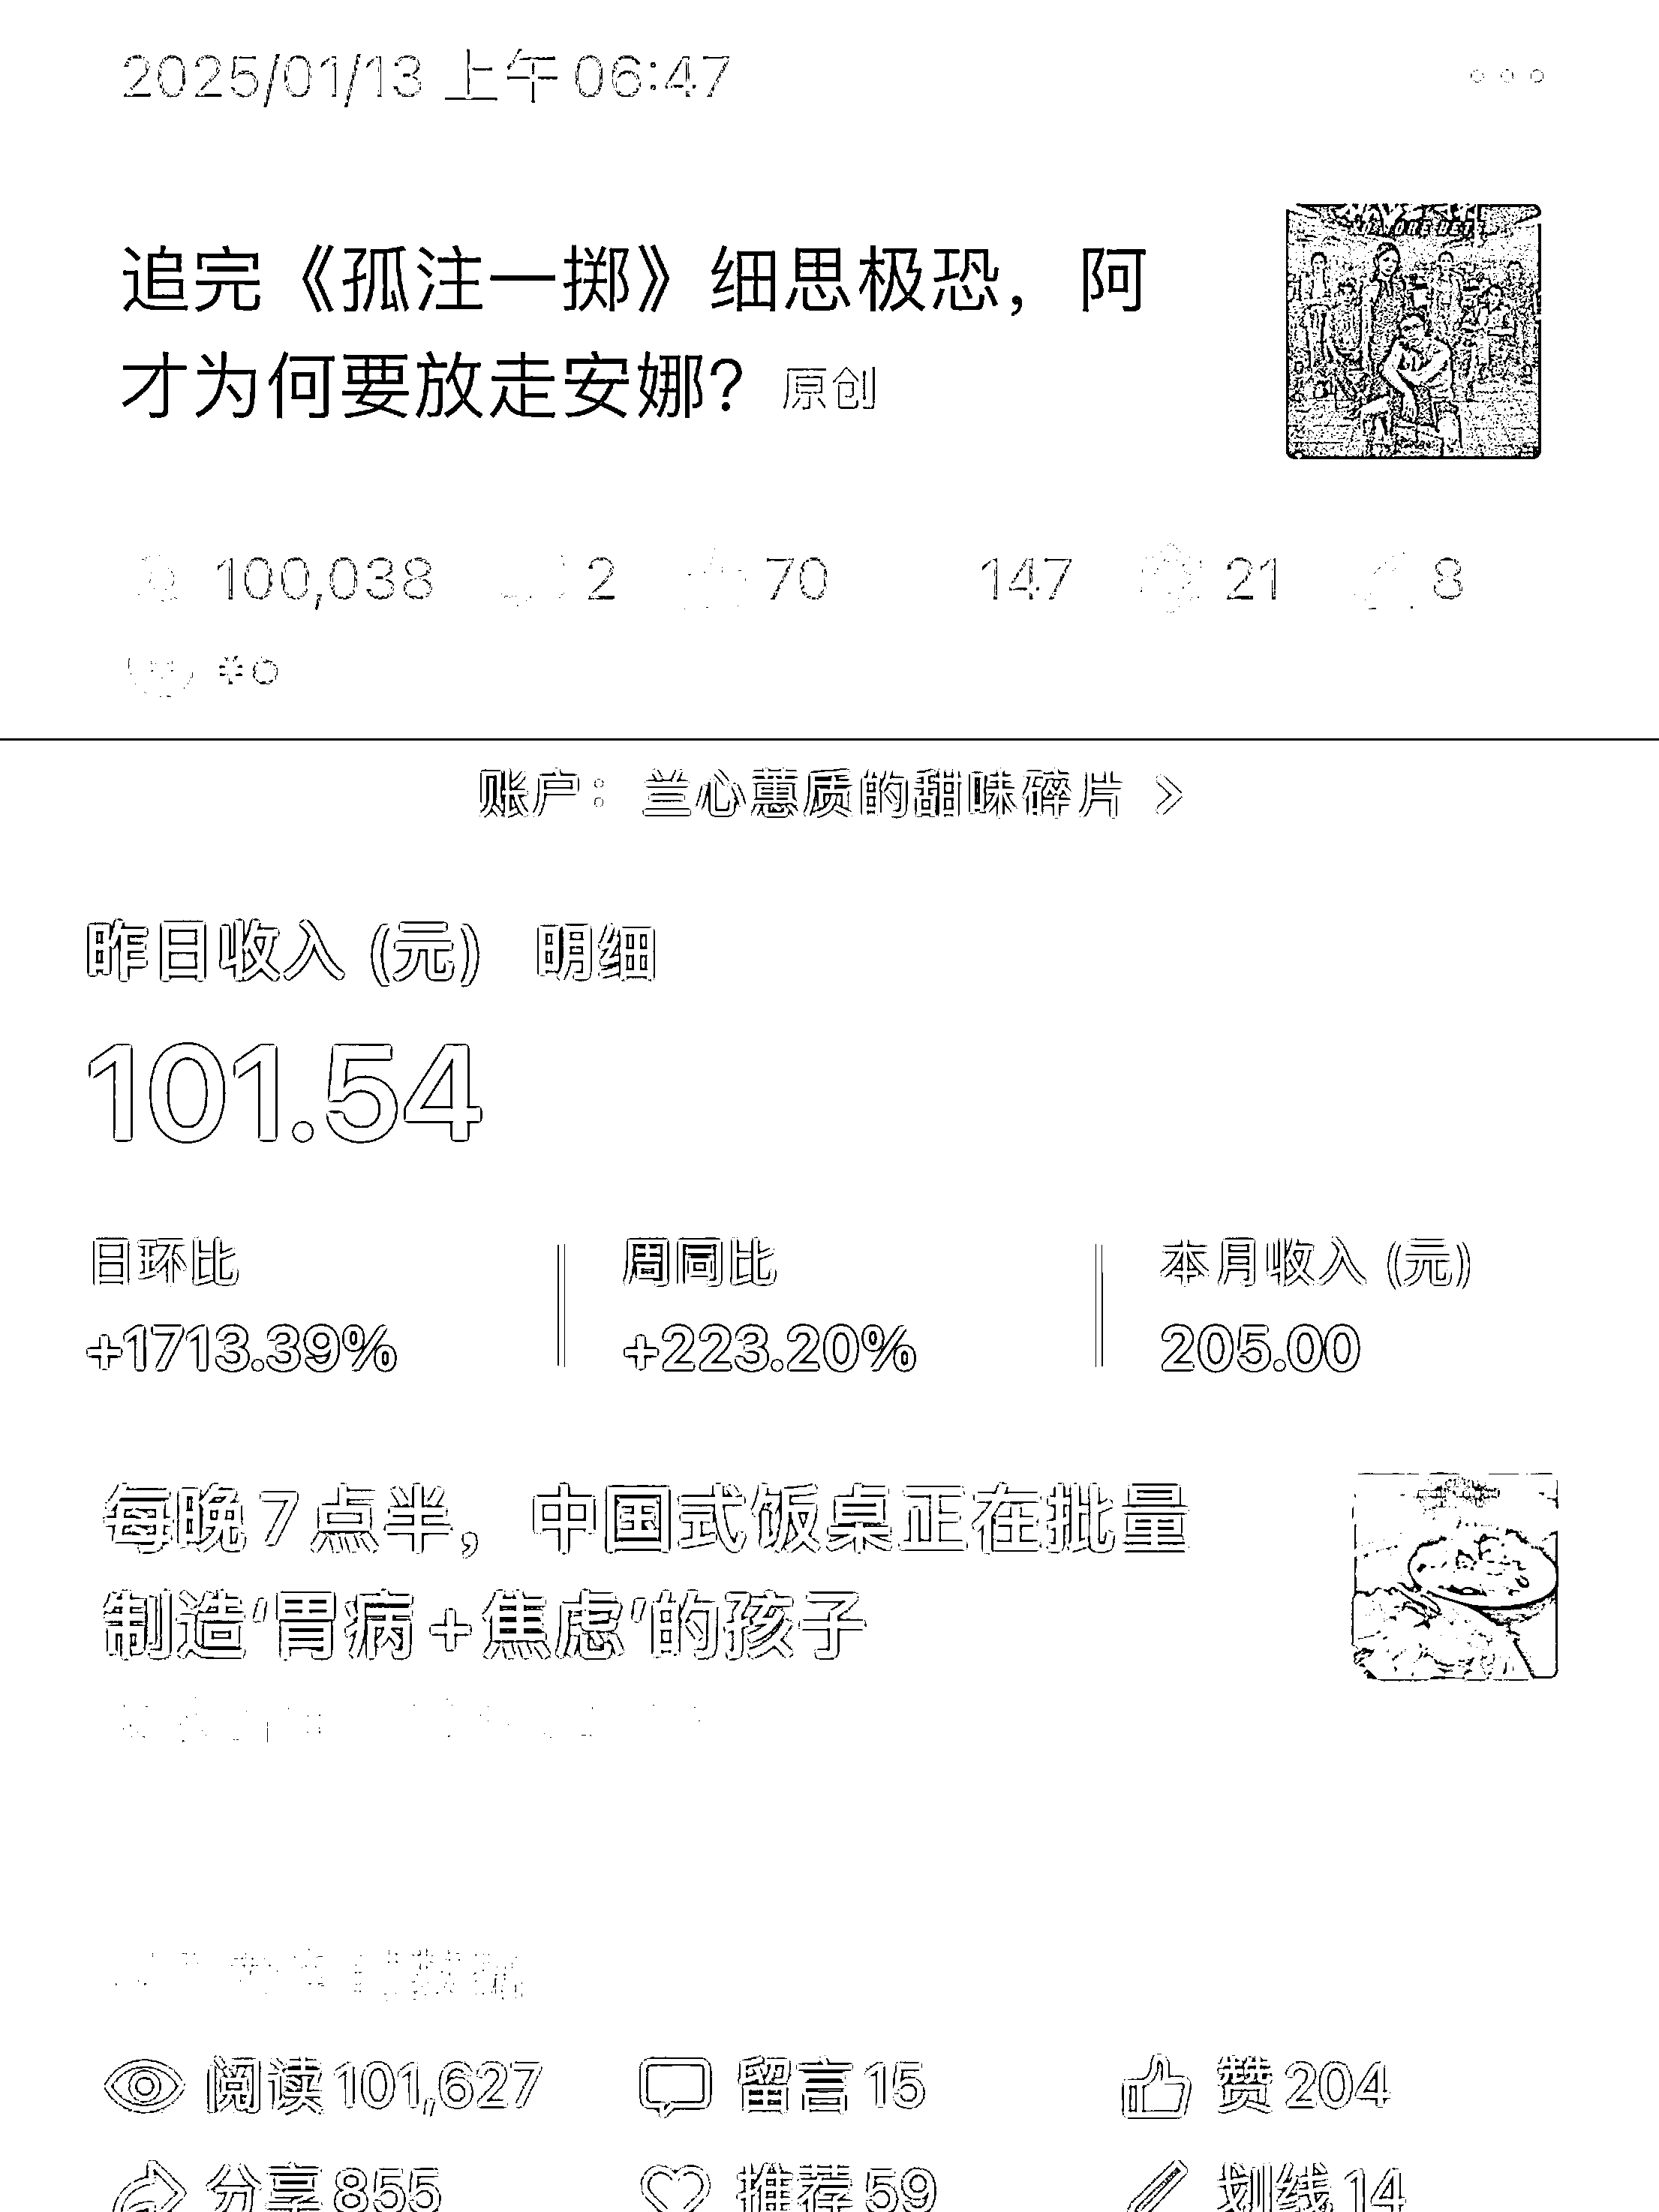 2025/01/13 上午 06:47
追完《孤注一掷》细思极恐，阿
才为何要放走安娜？ 原创
100,038 2 70 147 21 8
账户：兰心蕙质的甜味碎片 >
昨日收入 (元) 明细
101.54
日环比 周同比 本月收入 (元)
+1713.39% +223.20% 205.00
每晚7点半，中国式饭桌正在批量
制造‘胃病+焦虑’的孩子
阅读 101,627 留言 15 赞 204
分享 855 推荐 59 划线 14